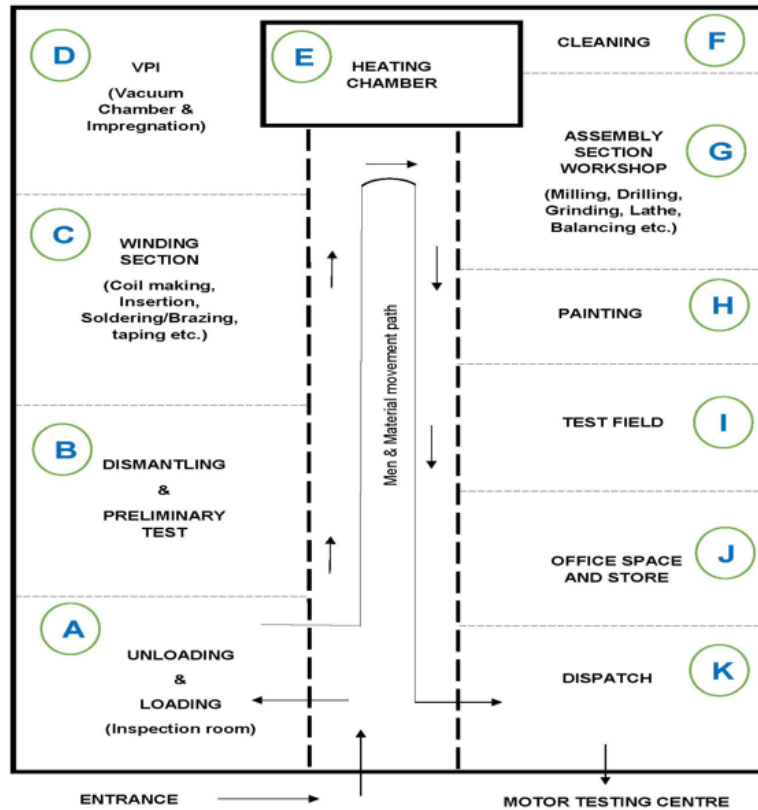 D
VPI
(Vacuum
Chamber &
Impregnation)
E
HEATING
CHAMBER
CLEANING
F
ASSEMBLY
SECTION
WORKSHOP
(Milling, Drilling,
Grinding, Lathe,
Balancing etc.)
G
C
WINDING
SECTION
(Coil making,
Insertion,
Soldering/Brazing,
taping etc.)
Men & Material movement path
PAINTING
H
B
DISMANTLING
&
PRELIMINARY
TEST
TEST FIELD
I
OFFICE SPACE
AND STORE
J
A
UNLOADING
&
LOADING
(Inspection room)
DISPATCH
K
ENTRANCE
MOTOR TESTING CENTRE